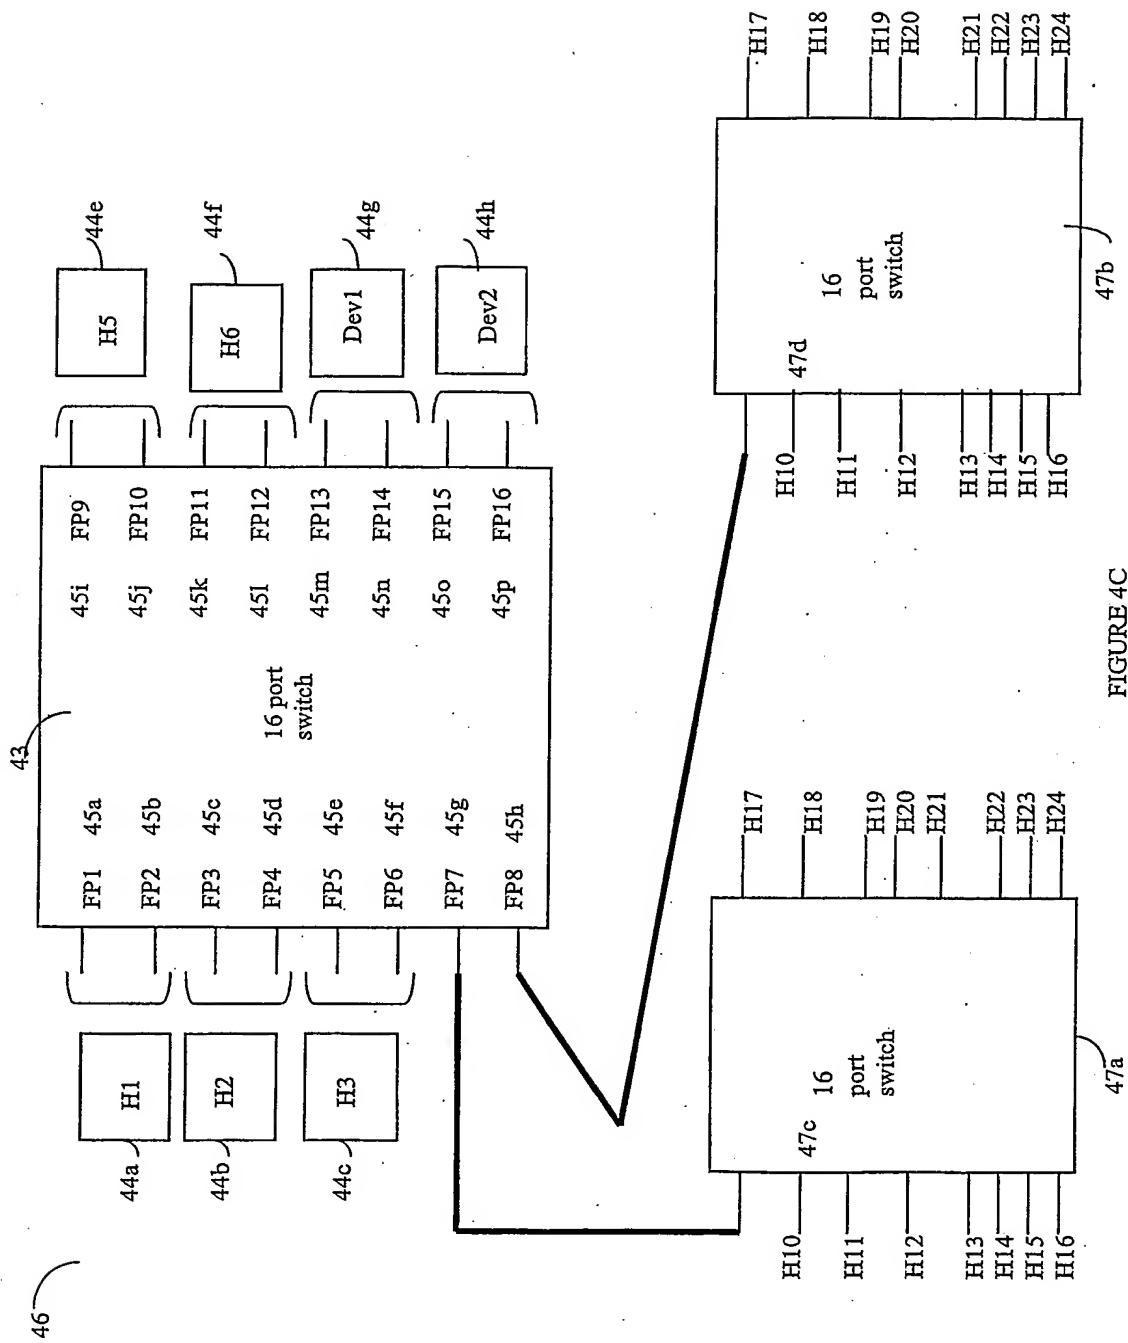 46
43
44a
H1
44b
H2
44c
H3
FP1 45a
FP2 45b
FP3 45c
FP4 45d
FP5 45e
FP6 45f
FP7 45g
FP8 45h
16 port
switch
45i FP9
45j FP10
45k FP11
45l FP12
45m FP13
45n FP14
45o FP15
45p FP16
H5
44e
H6
44f
Dev1
44g
Dev2
44h
H10
H11
H12
H13
H14
H15
H16
47c
16
port
switch
47a
H17
H18
H19
H20
H21
H22
H23
H24
H10
H11
H12
H13
H14
H15
H16
47d
16
port
switch
47b
H17
H18
H19
H20
H21
H22
H23
H24
FIGURE 4C